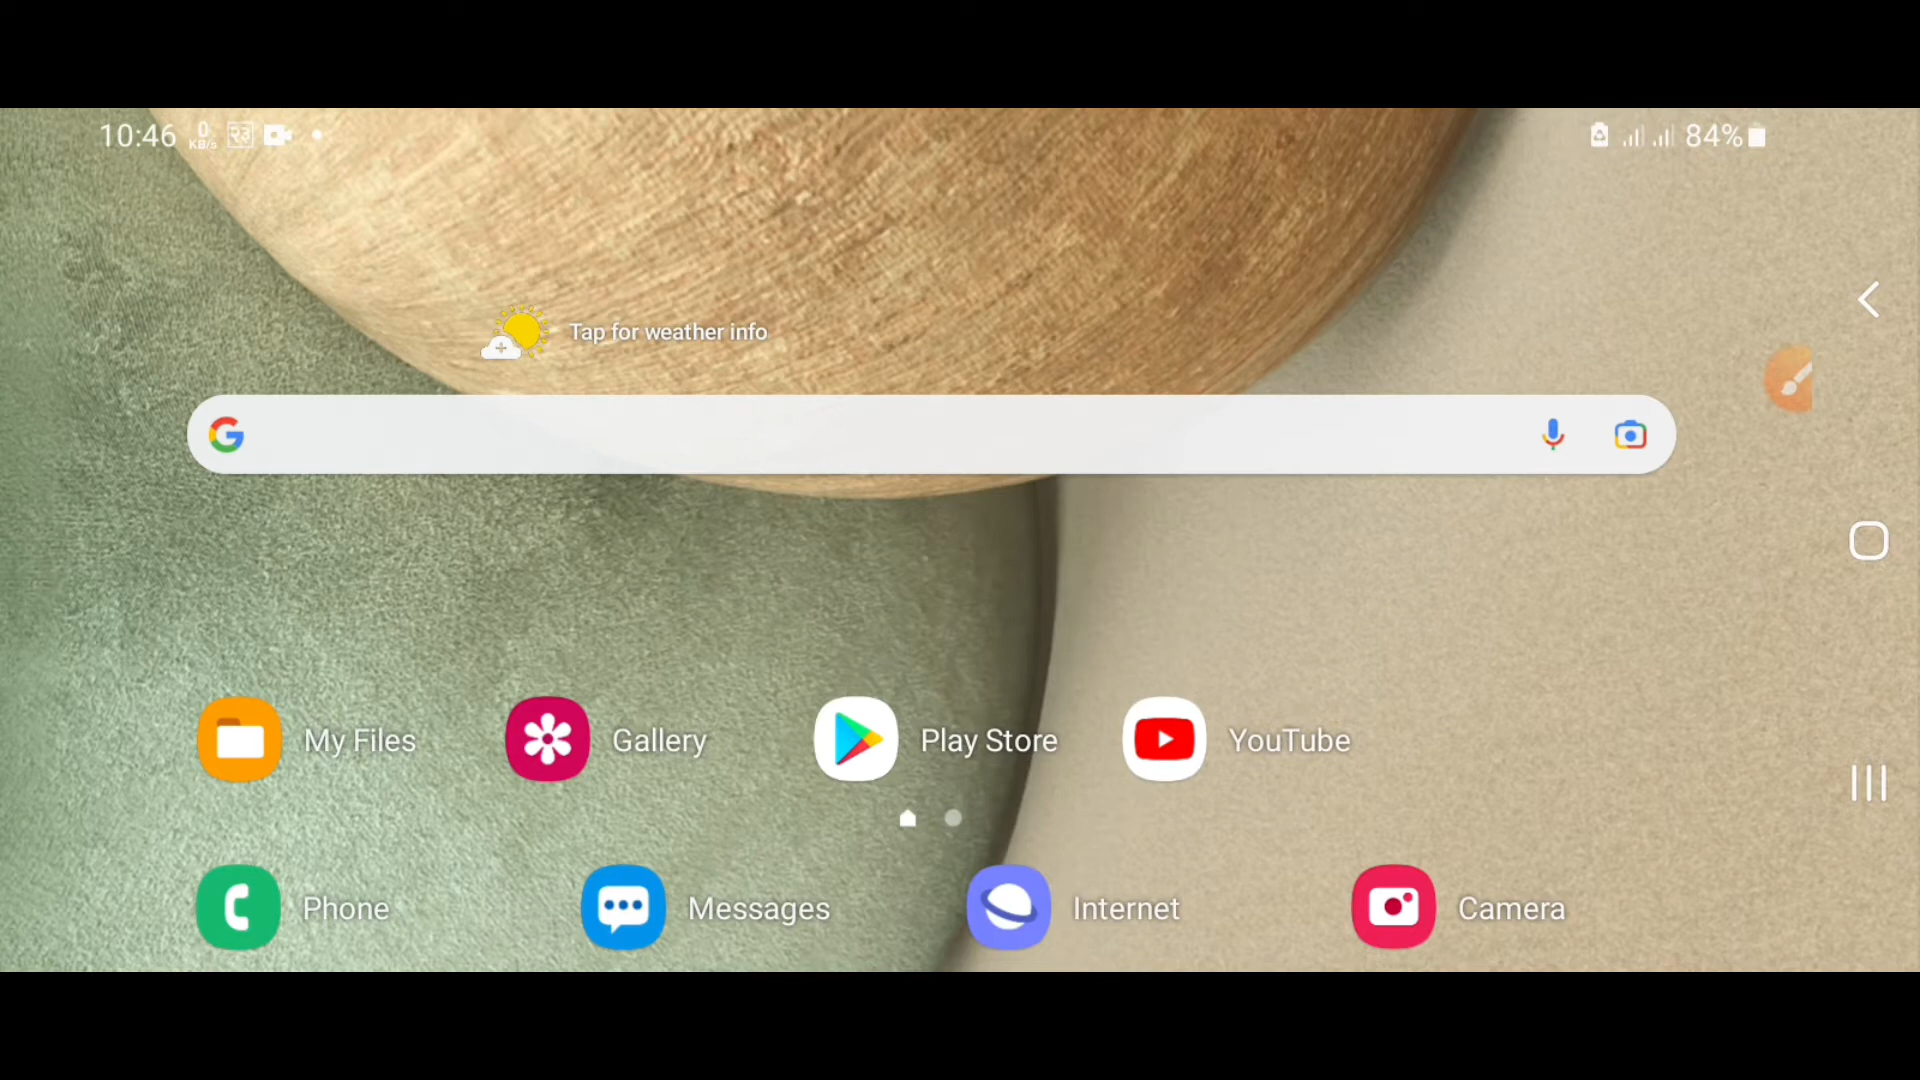 10:46 0 KB/s २३ 84%
Tap for weather info
My Files Gallery Play Store YouTube
Phone Messages Internet Camera